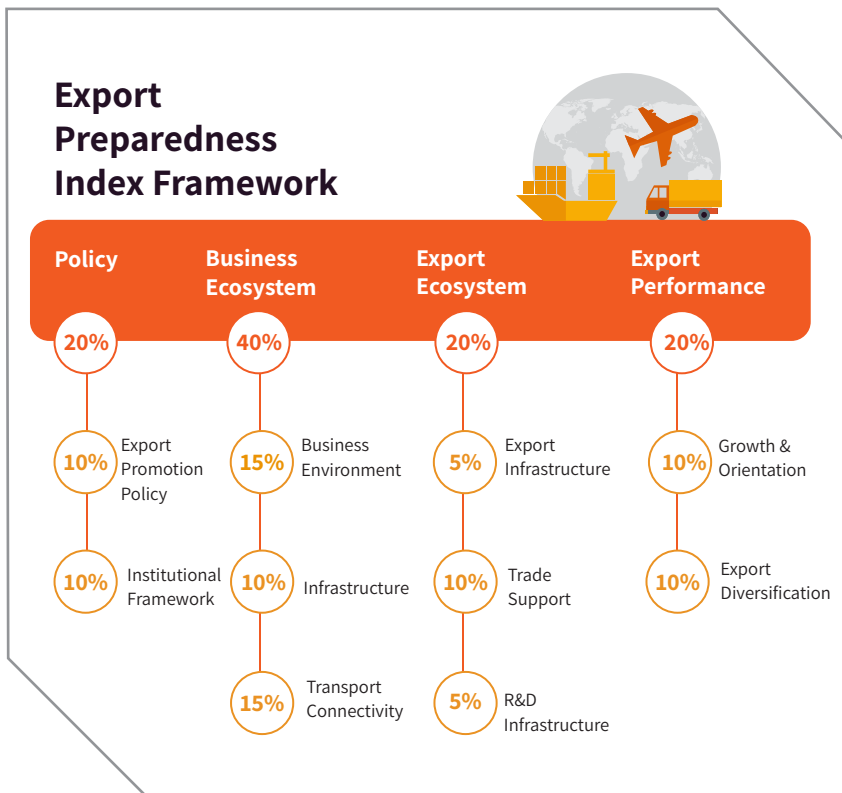 Export
Preparedness
Index Framework
Policy
Business
Ecosystem
Export
Ecosystem
Export
Performance
20%
40%
20%
20%
10%
Export
Promotion
Policy
15%
Business
Environment
5%
Export
Infrastructure
10%
Growth &
Orientation
10%
Institutional
Framework
10%
Infrastructure
10%
Trade
Support
10%
Export
Diversification
15%
Transport
Connectivity
5%
R&D
Infrastructure